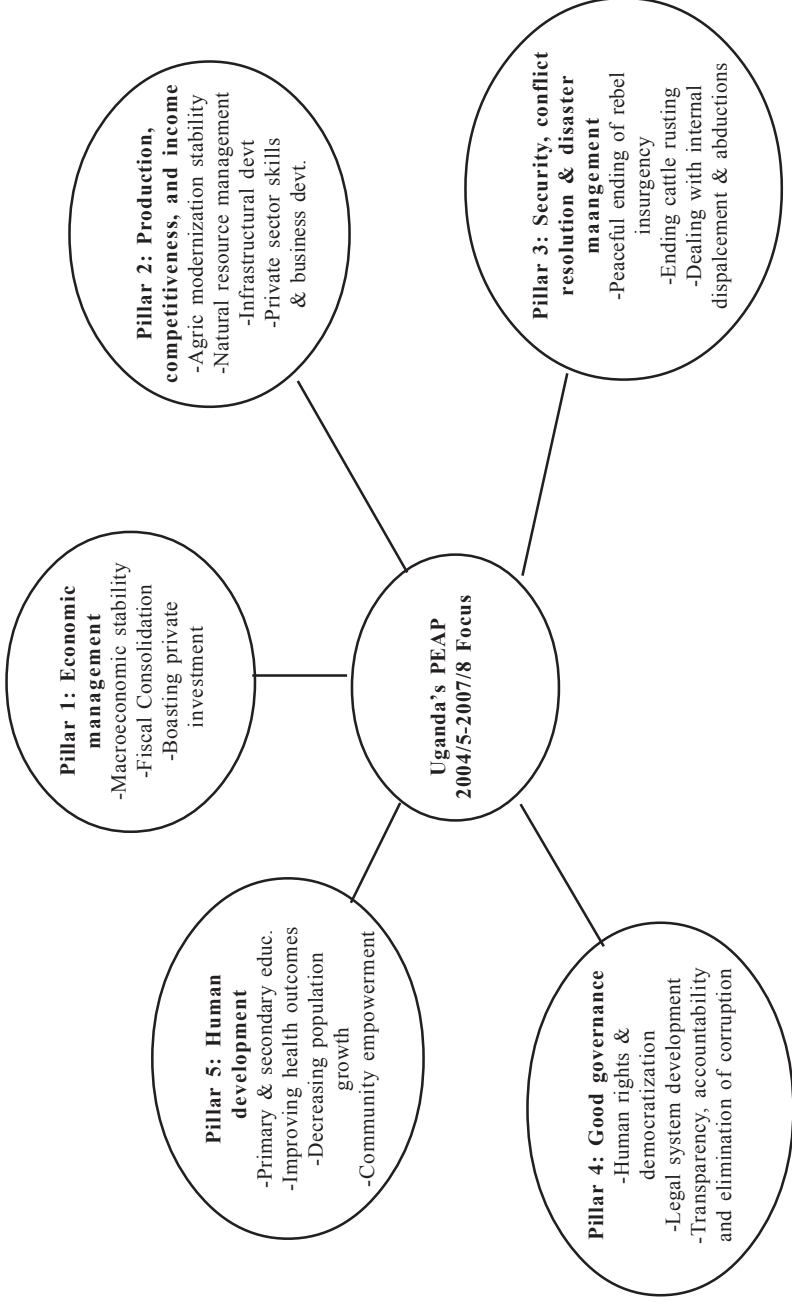 Pillar 1: Economic
management
-Macroeconomic stability
-Fiscal Consolidation
-Boasting private
investment
Pillar 2: Production,
competitiveness, and income
-Agric modernization stability
-Natural resource management
-Infrastructural devt
-Private sector skills
& business devt.
Pillar 3: Security, conflict
resolution & disaster
maangement
-Peaceful ending of rebel
insurgency
-Ending cattle rusting
-Dealing with internal
dispalcement & abductions
Pillar 4: Good governance
-Human rights &
democratization
-Legal system development
-Transparency, accountability
and elimination of corruption
Pillar 5: Human
development
-Primary & secondary educ.
-Improving health outcomes
-Decreasing population
growth
-Community empowerment
Uganda's PEAP
2004/5-2007/8 Focus